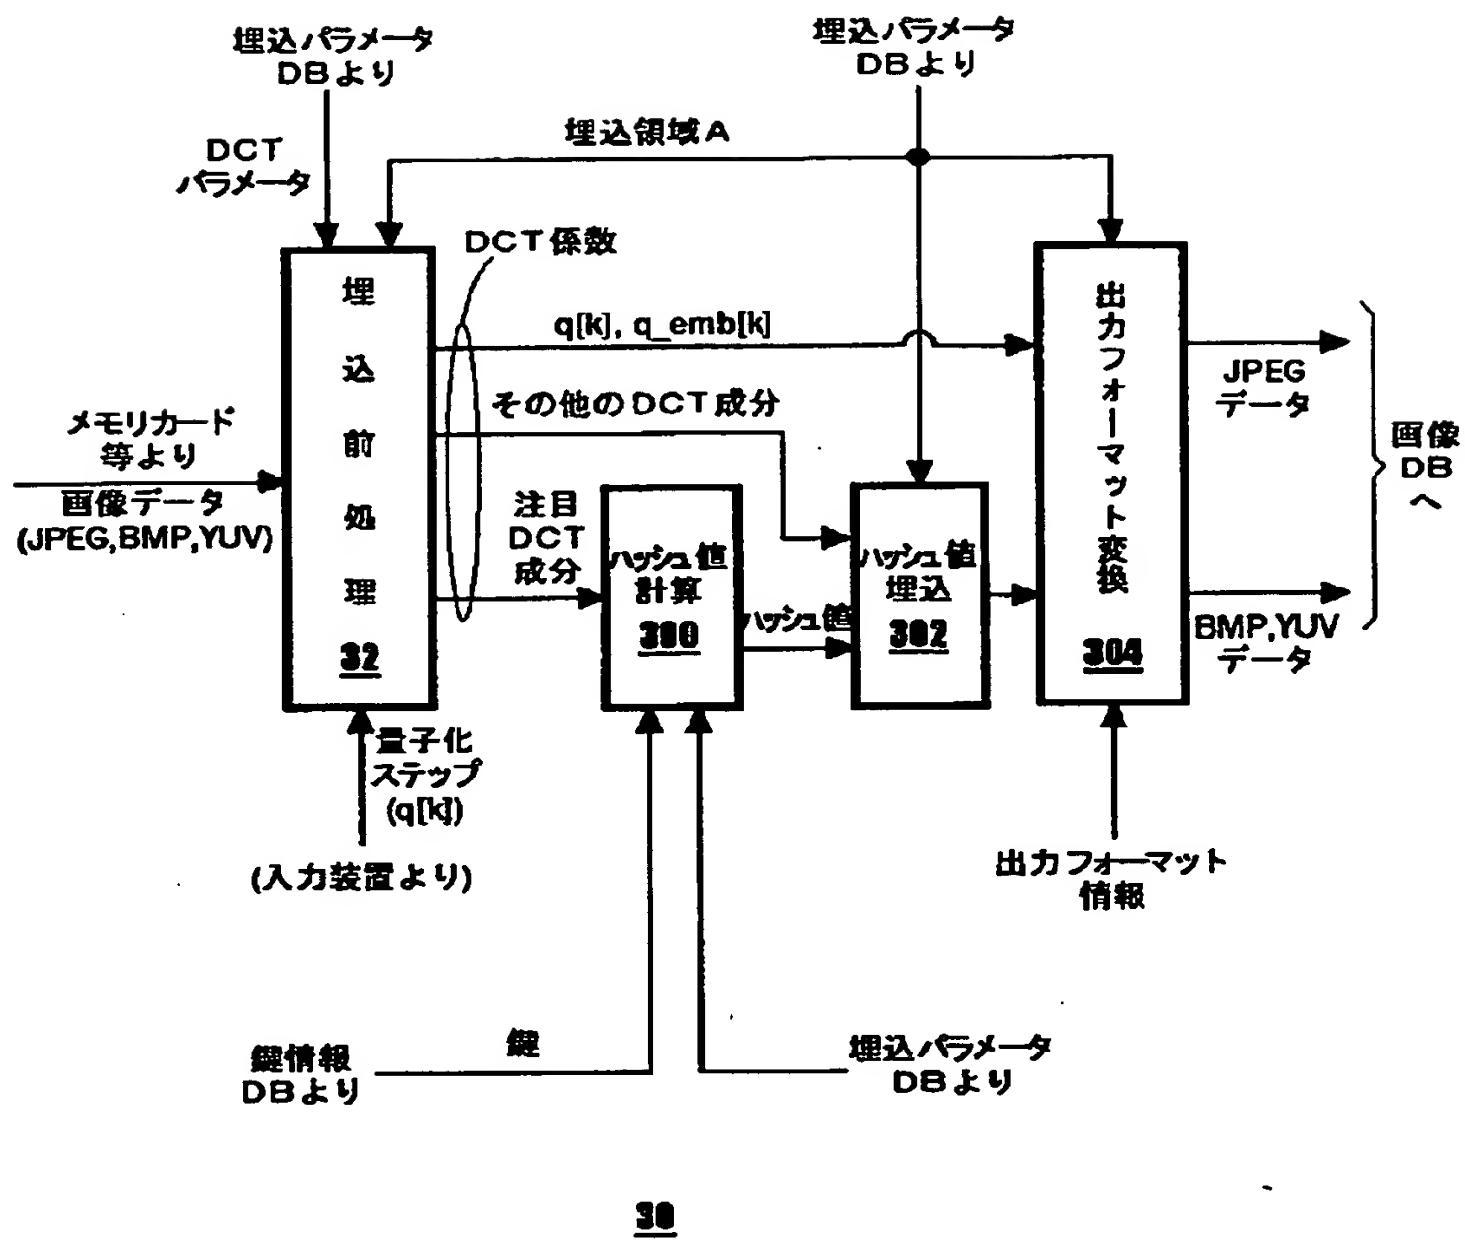 埋込パラメータ
DBより
埋込パラメータ
DBより
埋込領域A
DCT
パラメータ
DCT係数
埋込前処理
32
q[k], q_emb[k]
その他のDCT成分
メモリカード
等より
画像データ
(JPEG,BMP,YUV)
注目
DCT
成分
ハッシュ値
計算
300
ハッシュ値
ハッシュ値
埋込
302
出力フォーマット変換
304
JPEG
データ
BMP,YUV
データ
画像
DB
へ
量子化
ステップ
(q[k])
(入力装置より)
出力フォーマット
情報
鍵情報
DBより
鍵
埋込パラメータ
DBより
30